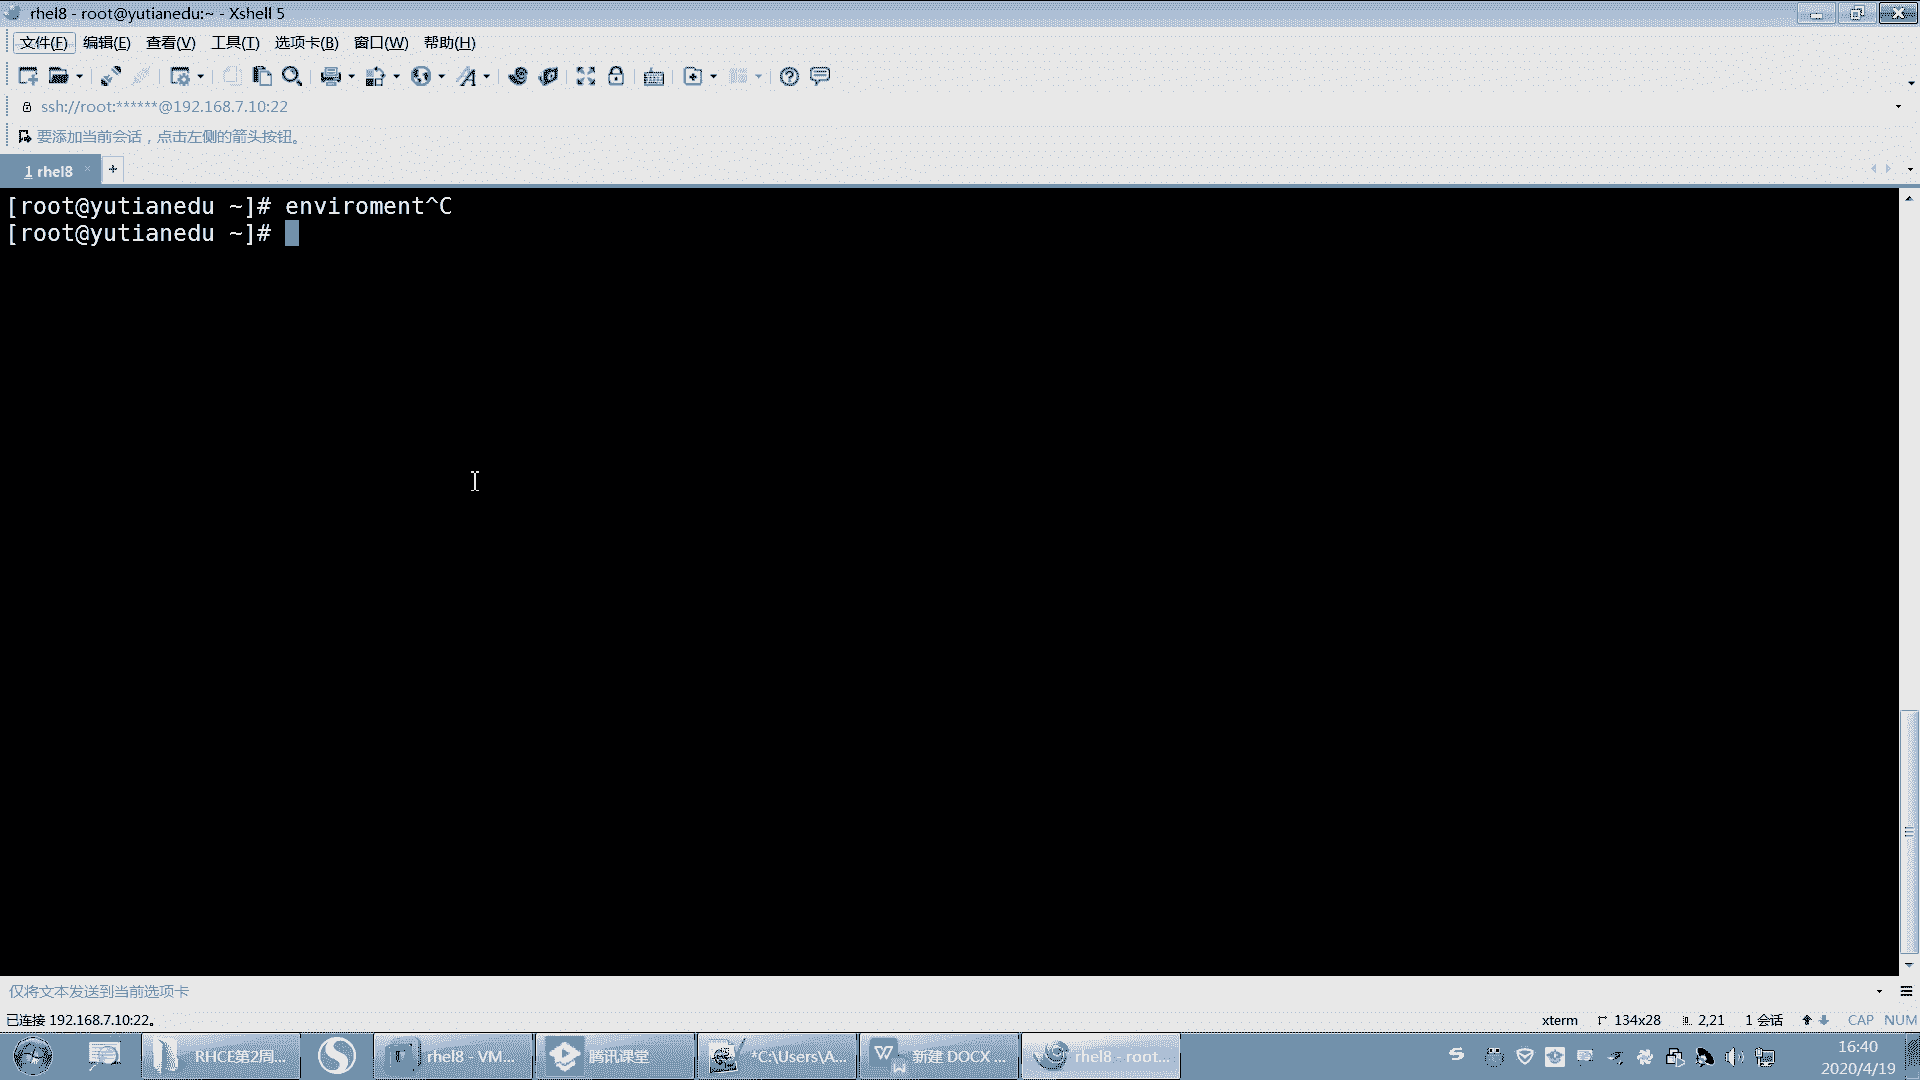 rhel8 - root@yutianedu:~ - Xshell 5
文件(F) 编辑(E) 查看(V) 工具(T) 选项卡(B) 窗口(W) 帮助(H)
ssh://root:******@192.168.7.10:22
要添加当前会话，点击左侧的箭头按钮。
1 rhel8
[root@yutianedu ~]# enviroment^C
[root@yutianedu ~]#
仅将文本发送到当前选项卡
已连接 192.168.7.10:22。 xterm 134x28 2,21 1 会话 CAP NUM
RHCE第2周... rhel8 - VM... 腾讯课堂 *C:\Users\A... 新建 DOCX ... rhel8 - root... 16:40
2020/4/19